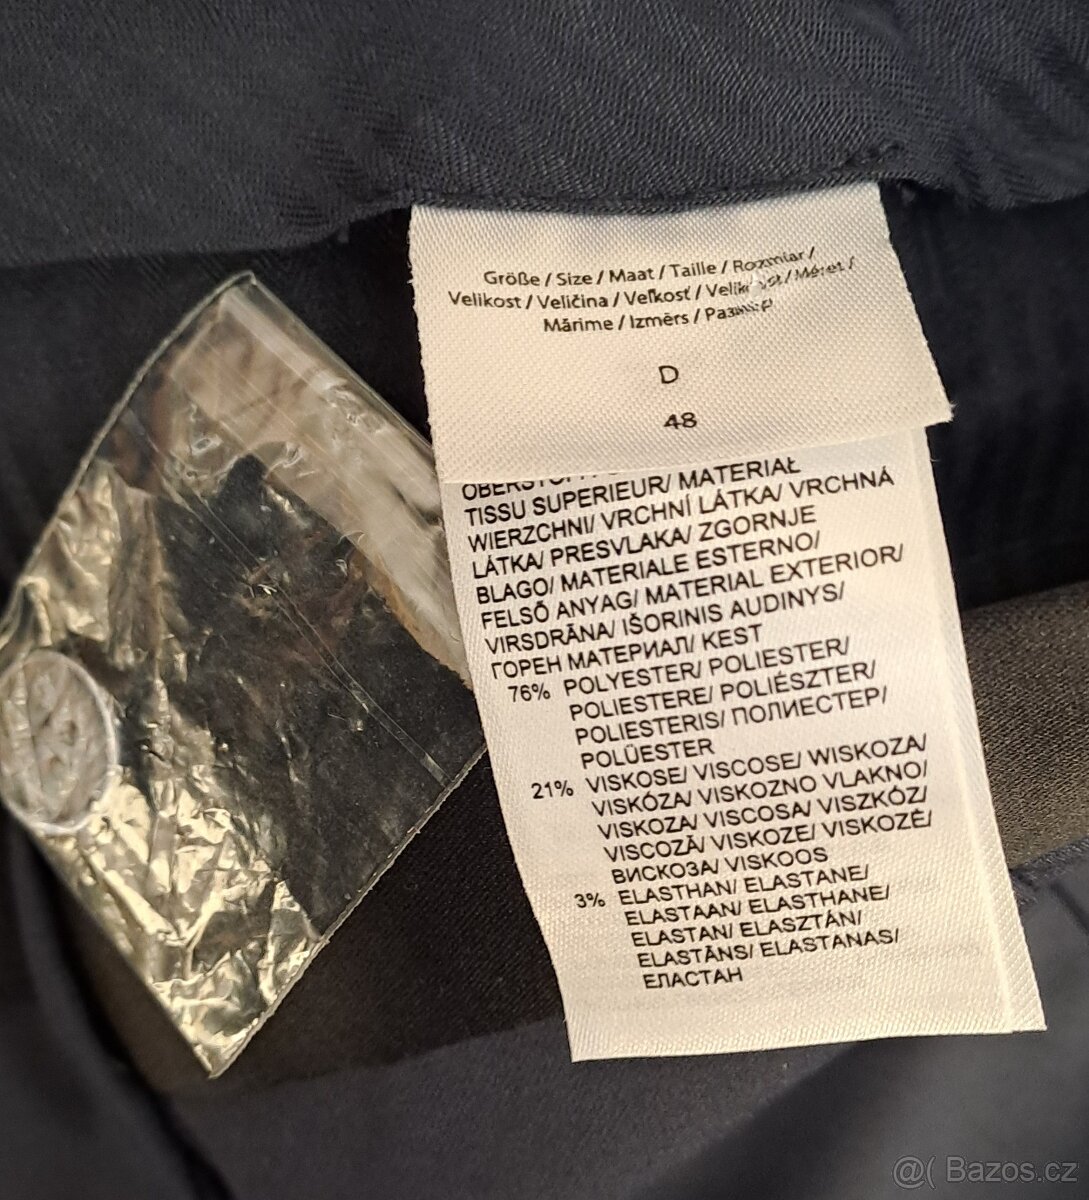 Größe / Size / Maat / Taille / Rozmiar /
Velikost / Veličina / Veľkosť / / Méret /
Mărime / Izmērs / Размер
D
48
TISSU SUPERIEUR/ MATERIAŁ
WIERZCHNI/ VRCHNÍ LÁTKA/ VRCHNÁ
LÁTKA/ PRESVLAKA/ ZGORNJE
BLAGO/ MATERIALE ESTERNO/
FELSŐ ANYAG/ MATERIAL EXTERIOR/
VIRSDRĀNA/ IŠORINIS AUDINYS/
ГОРЕН МАТЕРИАЛ/ KEST
76% POLYESTER/ POLIESTER/
POLIESTERE/ POLIÉSZTER/
POLIESTERIS/ ПОЛИЕСТЕР/
POLÜESTER
21% VISKOSE/ VISCOSE/ WISKOZA/
VISKÓZA/ VISKOZNO VLAKNO/
VISKOZA/ VISCOSA/ VISZKÓZ/
VISCOZĂ/ VISKOZE/ VISKOZĖ/
ВИСКОЗА/ VISKOOS
3% ELASTHAN/ ELASTANE/
ELASTAAN/ ELASTHANE/
ELASTAN/ ELASZTÁN/
ELASTĀNS/ ELASTANAS/
ЕЛАСТАН
@( Bazos.cz